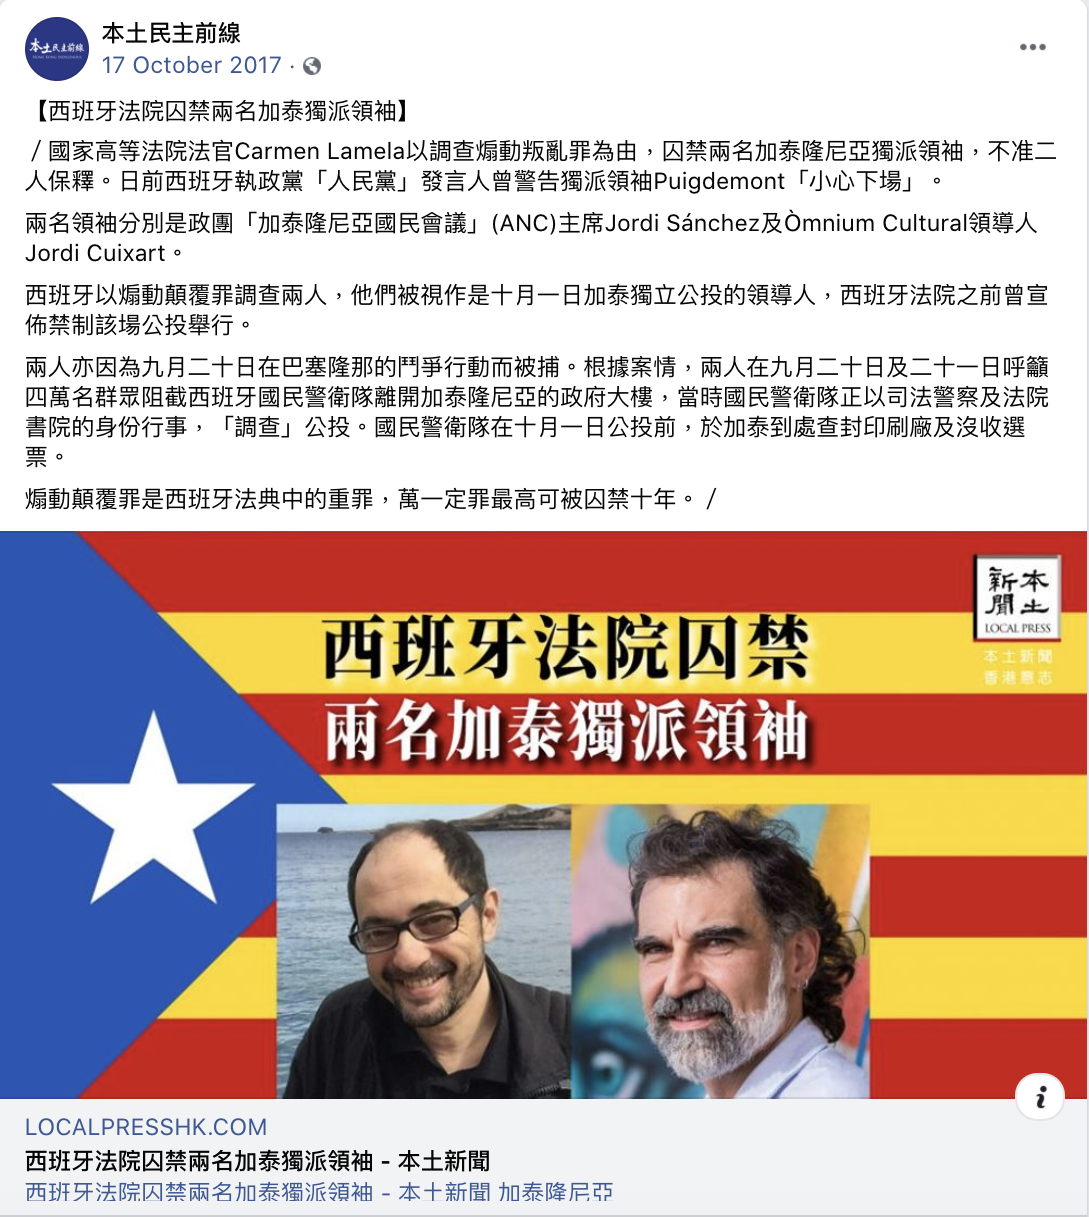 本土民主前線
本土民主前線
17 October 2017 ·
【西班牙法院囚禁兩名加泰獨派領袖】
／國家高等法院法官Carmen Lamela以調查煽動叛亂罪為由，囚禁兩名加泰隆尼亞獨派領袖，不准二
人保釋。日前西班牙執政黨「人民黨」發言人曾警告獨派領袖Puigdemont「小心下場」。
兩名領袖分別是政團「加泰隆尼亞國民會議」(ANC)主席Jordi Sánchez及Òmnium Cultural領導人
Jordi Cuixart。
西班牙以煽動顛覆罪調查兩人，他們被視作是十月一日加泰獨立公投的領導人，西班牙法院之前曾宣
佈禁制該場公投舉行。
兩人亦因為九月二十日在巴塞隆那的鬥爭行動而被捕。根據案情，兩人在九月二十日及二十一日呼籲
四萬名群眾阻截西班牙國民警衛隊離開加泰隆尼亞的政府大樓，當時國民警衛隊正以司法警察及法院
書院的身份行事，「調查」公投。國民警衛隊在十月一日公投前，於加泰到處查封印刷廠及沒收選
票。
煽動顛覆罪是西班牙法典中的重罪，萬一定罪最高可被囚禁十年。／
本土
新聞
LOCAL PRESS
本土新聞
香港意志
西班牙法院囚禁
兩名加泰獨派領袖
LOCALPRESSHK.COM
西班牙法院囚禁兩名加泰獨派領袖 - 本土新聞
西班牙法院囚禁兩名加泰獨派領袖 - 本土新聞 加泰隆尼亞